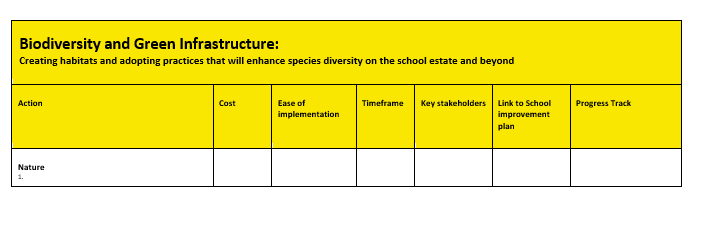 Biodiversity and Green Infrastructure:
Creating habitats and adopting practices that will enhance species diversity on the school estate and beyond
Action
Cost
Ease of
implementation
Timeframe
Key stakeholders
Link to School
improvement
plan
Progress Track
Nature
1.